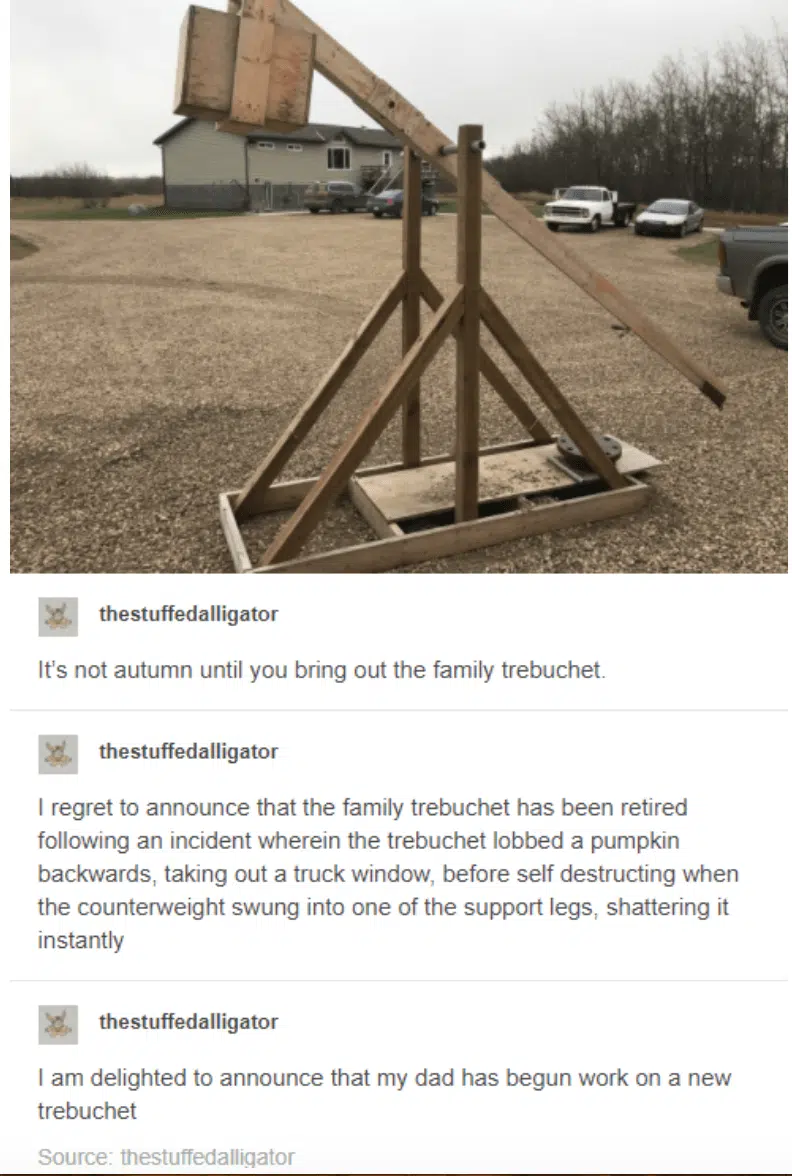 thestuffedalligator
It's not autumn until you bring out the family trebuchet.
thestuffedalligator
I regret to announce that the family trebuchet has been retired
following an incident wherein the trebuchet lobbed a pumpkin
backwards, taking out a truck window, before self destructing when
the counterweight swung into one of the support legs, shattering it
instantly
thestuffedalligator
I am delighted to announce that my dad has begun work on a new
trebuchet
Source: thestuffedalligator